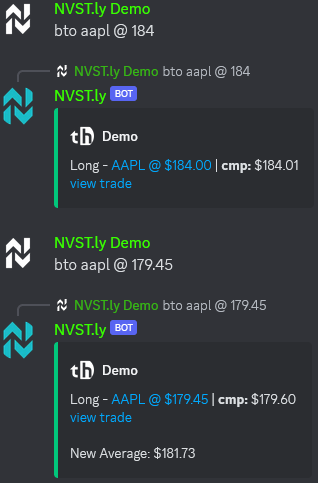 NVST.ly Demo
bto aapl @ 184
NVST.ly Demo bto aapl @ 184
NVST.ly BOT
th Demo
Long - AAPL @ $184.00 | cmp: $184.01
view trade
NVST.ly Demo
bto aapl @ 179.45
NVST.ly Demo bto aapl @ 179.45
NVST.ly BOT
th Demo
Long - AAPL @ $179.45 | cmp: $179.60
view trade
New Average: $181.73